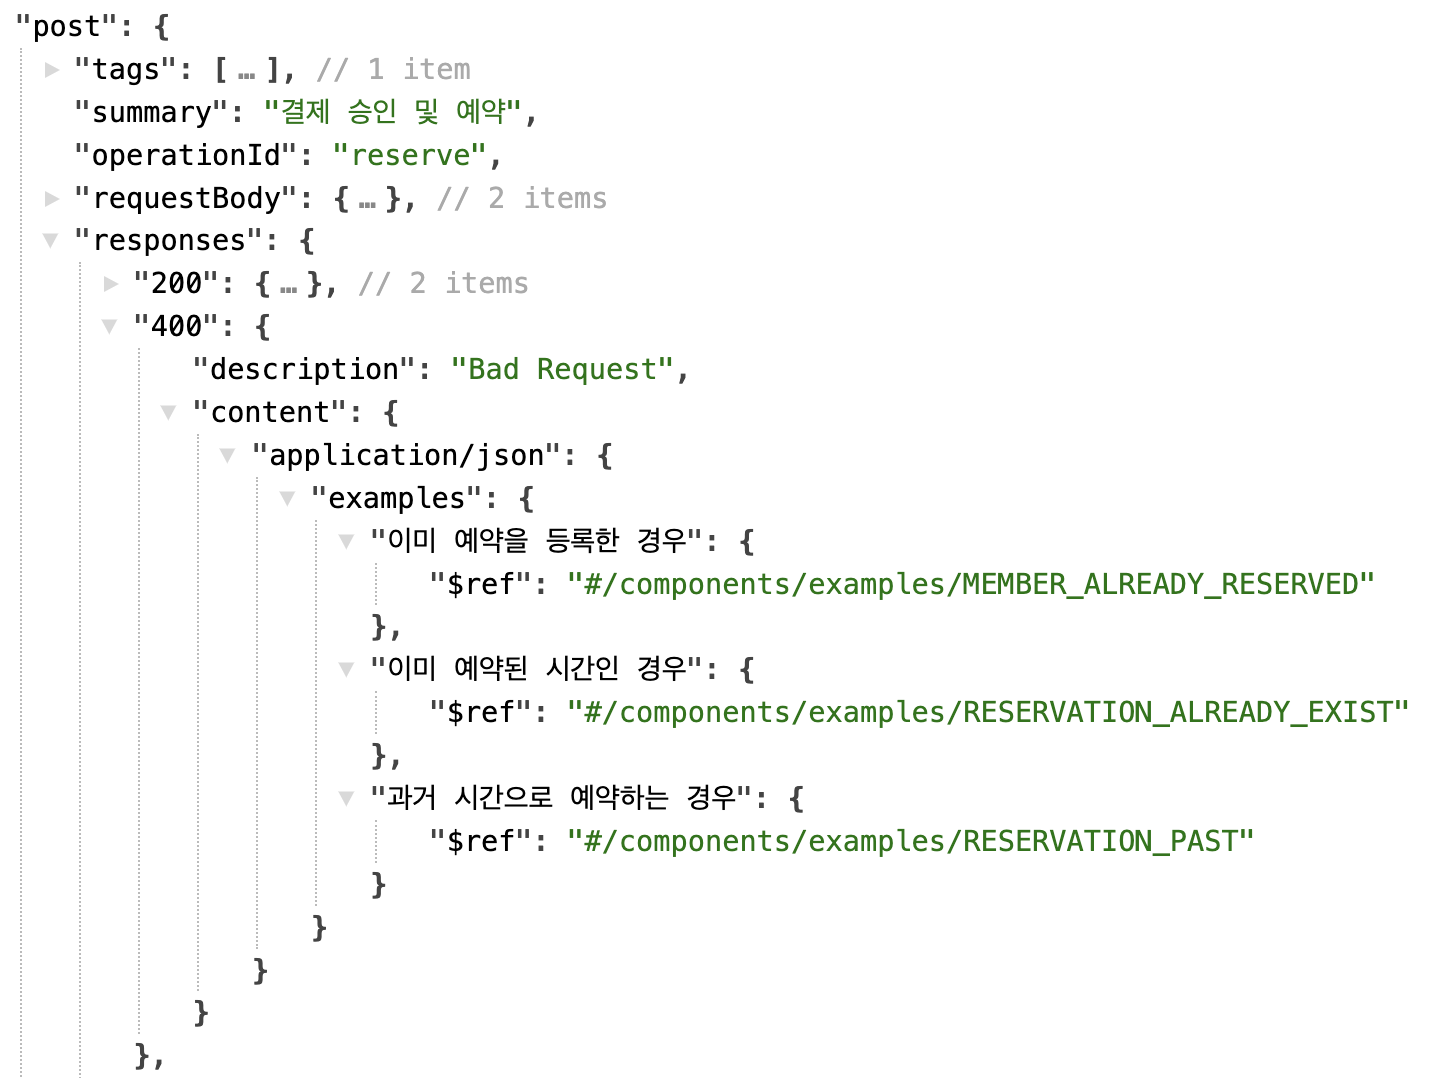 "post": {
"tags": [ … ], // 1 item
"summary": "결제 승인 및 예약",
"operationId": "reserve",
"requestBody": { … }, // 2 items
"responses": {
"200": { … }, // 2 items
"400": {
"description": "Bad Request",
"content": {
"application/json": {
"examples": {
"이미 예약을 등록한 경우": {
"$ref": "#/components/examples/MEMBER_ALREADY_RESERVED"
},
"이미 예약된 시간인 경우": {
"$ref": "#/components/examples/RESERVATION_ALREADY_EXIST"
},
"과거 시간으로 예약하는 경우": {
"$ref": "#/components/examples/RESERVATION_PAST"
}
}
}
}
},